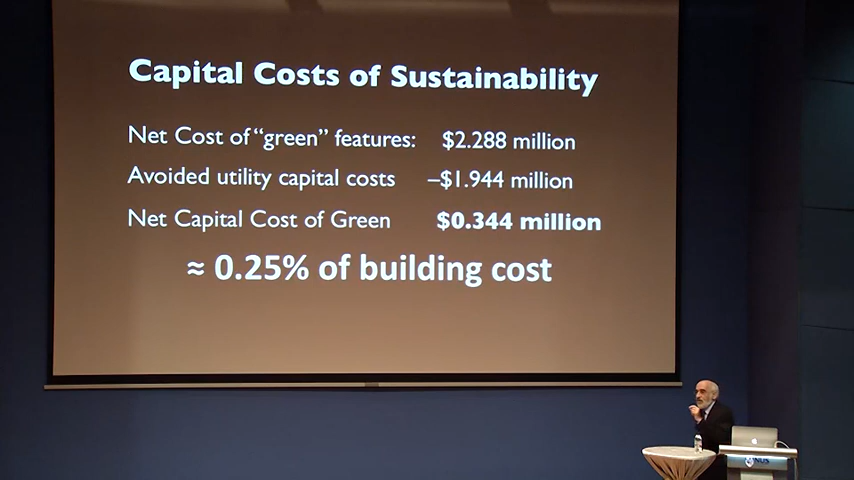 Capital Costs of Sustainability
Net Cost of “green” features: $2.288 million
Avoided utility capital costs –$1.944 million
Net Capital Cost of Green $0.344 million
≈ 0.25% of building cost
NUS